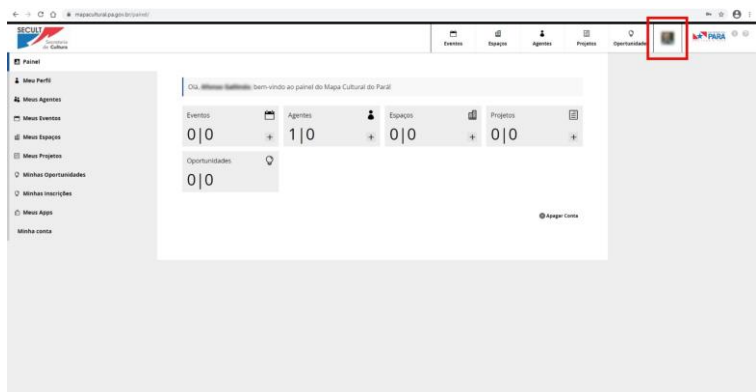 mapacultural.pa.gov.br/painel/
SECULT
Secretaria
de Cultura
Eventos
Espaços
Agentes
Projetos
Oportunidade
PARÁ
Painel
Meu Perfil
Meus Agentes
Meus Eventos
Meus Espaços
Meus Projetos
Minhas Oportunidades
Minhas Inscrições
Meus Apps
Minha conta
Olá, bem-vindo ao painel do Mapa Cultural do Pará!
Eventos
0|0 +
Agentes
1|0 +
Espaços
0|0 +
Projetos
0|0 +
Oportunidades
0|0
Apagar Conta